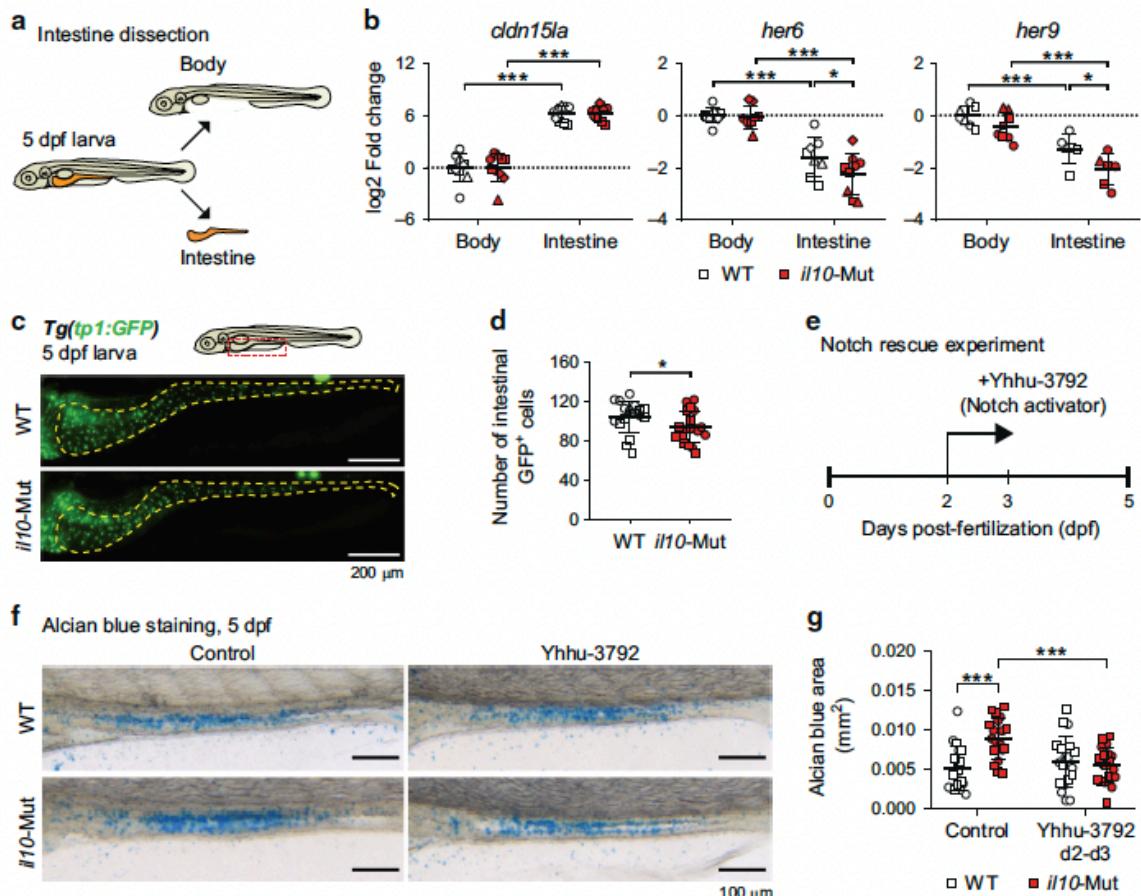 a
Intestine dissection
Body
5 dpf larva
Intestine
b
cldn15la
her6
her9
***
***
***
***
*
***
***
*
log2 Fold change
12
6
0
–6
2
0
–2
–4
2
0
–2
–4
Body
Intestine
Body
Intestine
Body
Intestine
WT
il10-Mut
c
Tg(tp1:GFP)
5 dpf larva
WT
il10-Mut
200 µm
d
Number of intestinal
GFP+ cells
160
120
80
40
0
*
WT
il10-Mut
e
Notch rescue experiment
+Yhhu-3792
(Notch activator)
0
2
3
5
Days post-fertilization (dpf)
f
Alcian blue staining, 5 dpf
Control
Yhhu-3792
WT
il10-Mut
100 µm
g
Alcian blue area
(mm2)
0.020
0.015
0.010
0.005
0.000
***
***
Control
Yhhu-3792
d2-d3
WT
il10-Mut